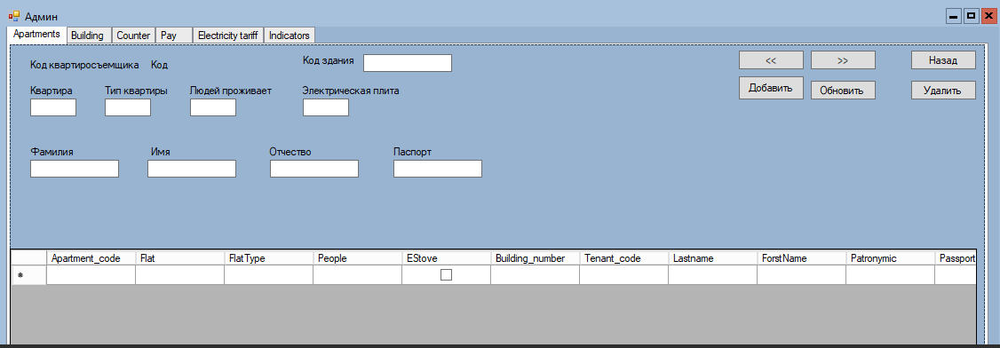 Админ
Apartments Building Counter Pay Electricity tariff Indicators
Код квартиросъемщика Код Код здания << >> Назад
Квартира Тип квартиры Людей проживает Электрическая плита Добавить Обновить Удалить
Фамилия Имя Отчество Паспорт
Apartment_code Flat FlatType People EStove Building_number Tenant_code Lastname ForstName Patronymic Passport